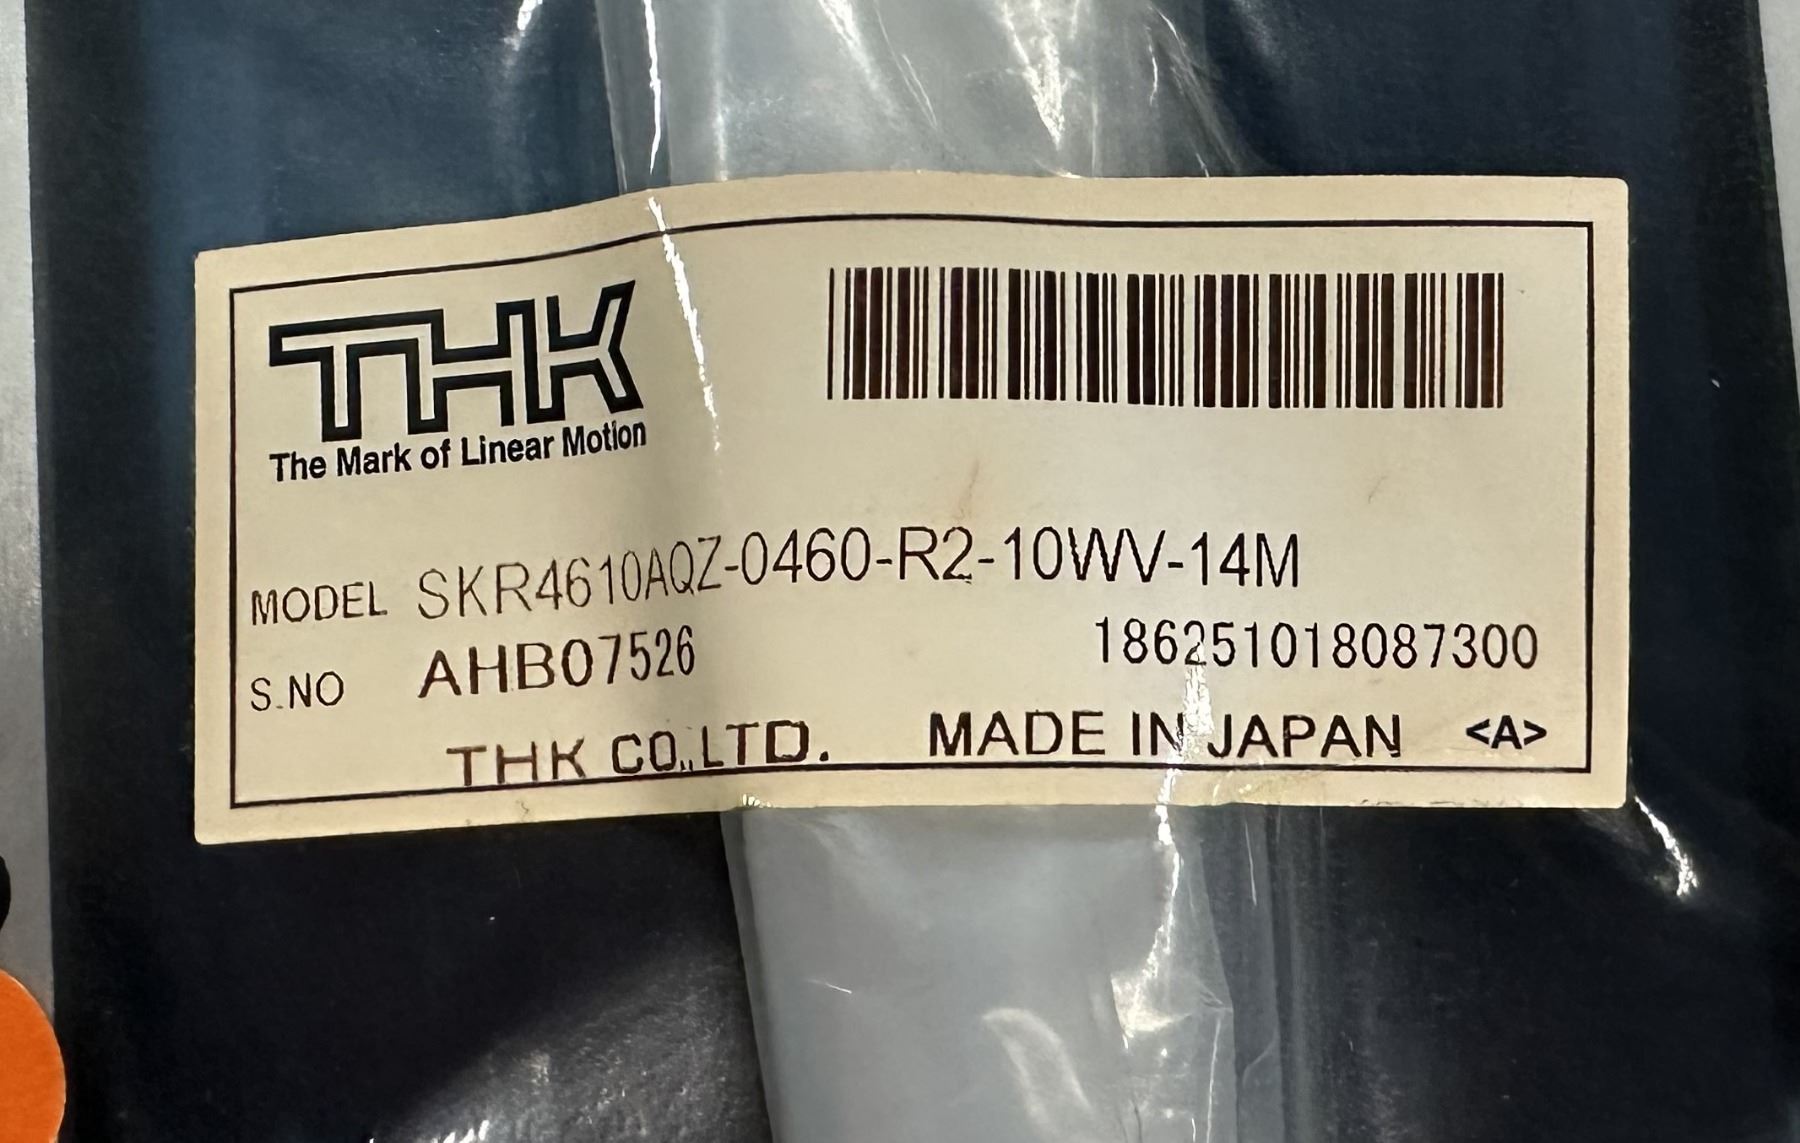 THK
The Mark of Linear Motion
MODEL SKR4610AQZ-0460-R2-10WV-14M
S.NO AHB07526 186251018087300
THK CO.,LTD. MADE IN JAPAN <A>